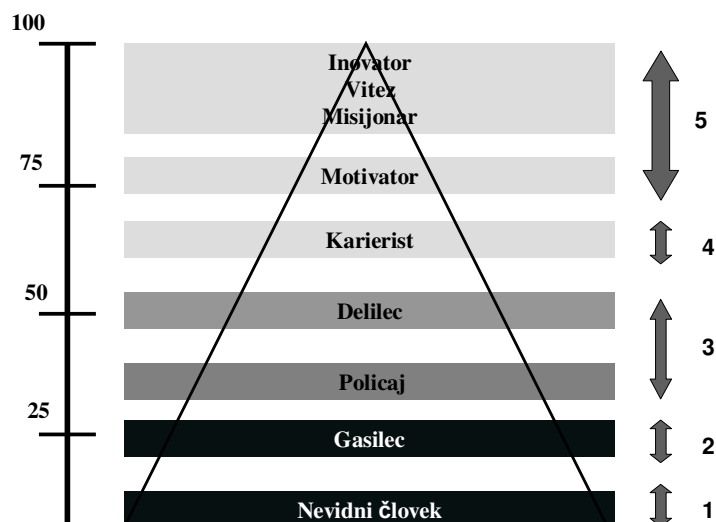 100
Inovator
Vitez
Misijonar
5
75
Motivator
Karierist
4
50
Delilec
3
Policaj
25
Gasilec
2
Nevidni človek
1